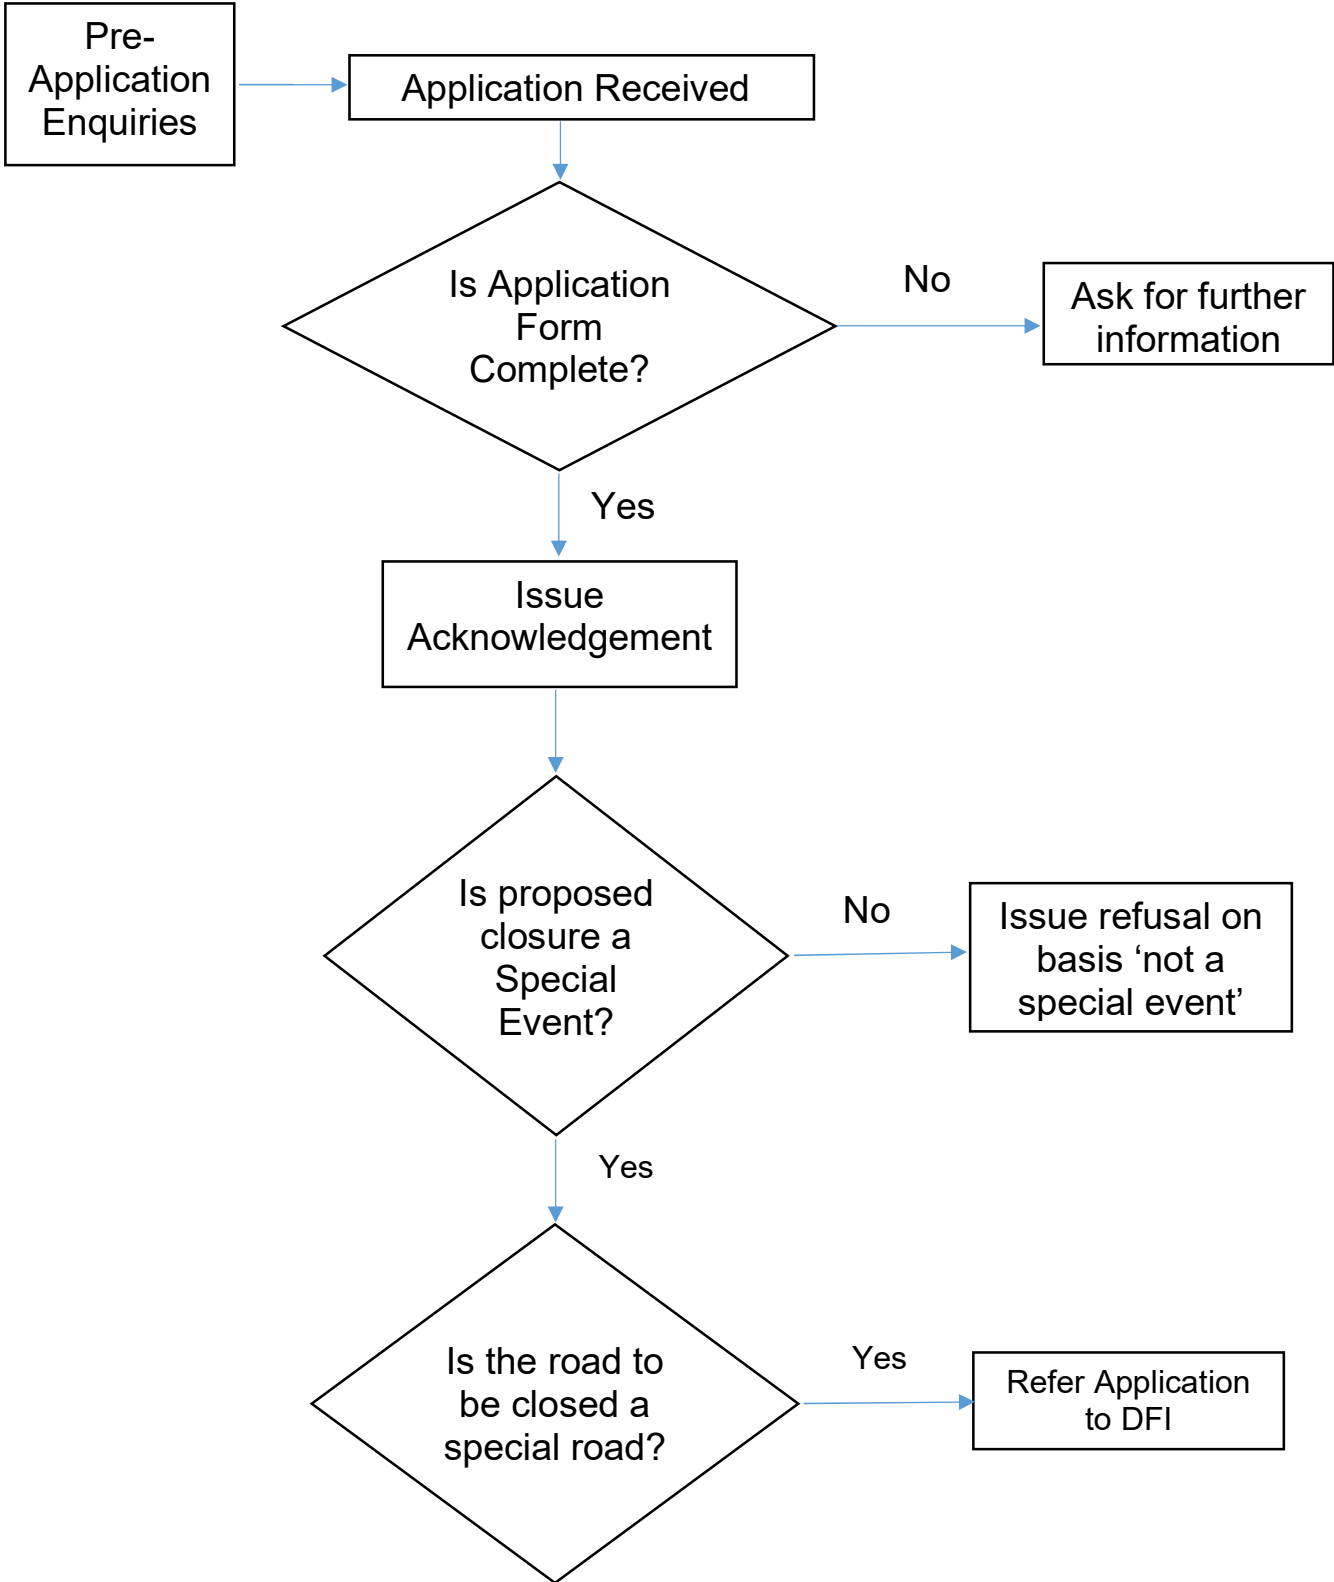 Pre-
Application
Enquiries
Application Received
Is Application
Form
Complete?
No
Ask for further
information
Yes
Issue
Acknowledgement
Is proposed
closure a
Special
Event?
No
Issue refusal on
basis ‘not a
special event’
Yes
Is the road to
be closed a
special road?
Yes
Refer Application
to DFI